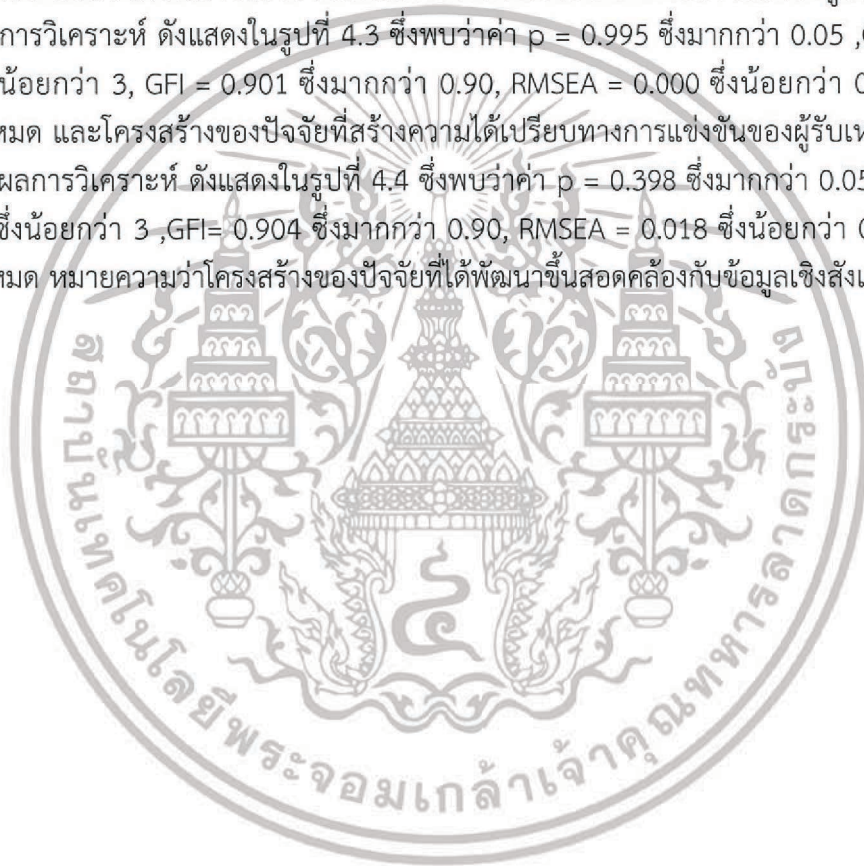 การวิเคราะห์ ดังแสดงในรูปที่ 4.3 ซึ่งพบว่าค่า p = 0.995 ซึ่งมากกว่า 0.05 ,
น้อยกว่า 3, GFI = 0.901 ซึ่งมากกว่า 0.90, RMSEA = 0.000 ซึ่งน้อยกว่า
หมด และโครงสร้างของปัจจัยที่สร้างความได้เปรียบทางการแข่งขันของผู้รับเห
ผลการวิเคราะห์ ดังแสดงในรูปที่ 4.4 ซึ่งพบว่าค่า p = 0.398 ซึ่งมากกว่า 0.05
ซึ่งน้อยกว่า 3 ,GFI= 0.904 ซึ่งมากกว่า 0.90, RMSEA = 0.018 ซึ่งน้อยกว่า
หมด หมายความว่าโครงสร้างของปัจจัยที่ได้พัฒนาขึ้นสอดคล้องกับข้อมูลเชิงสังเ
สถาบันเทคโนโลยีพระจอมเกล้าเจ้าคุณทหารลาดกระบัง